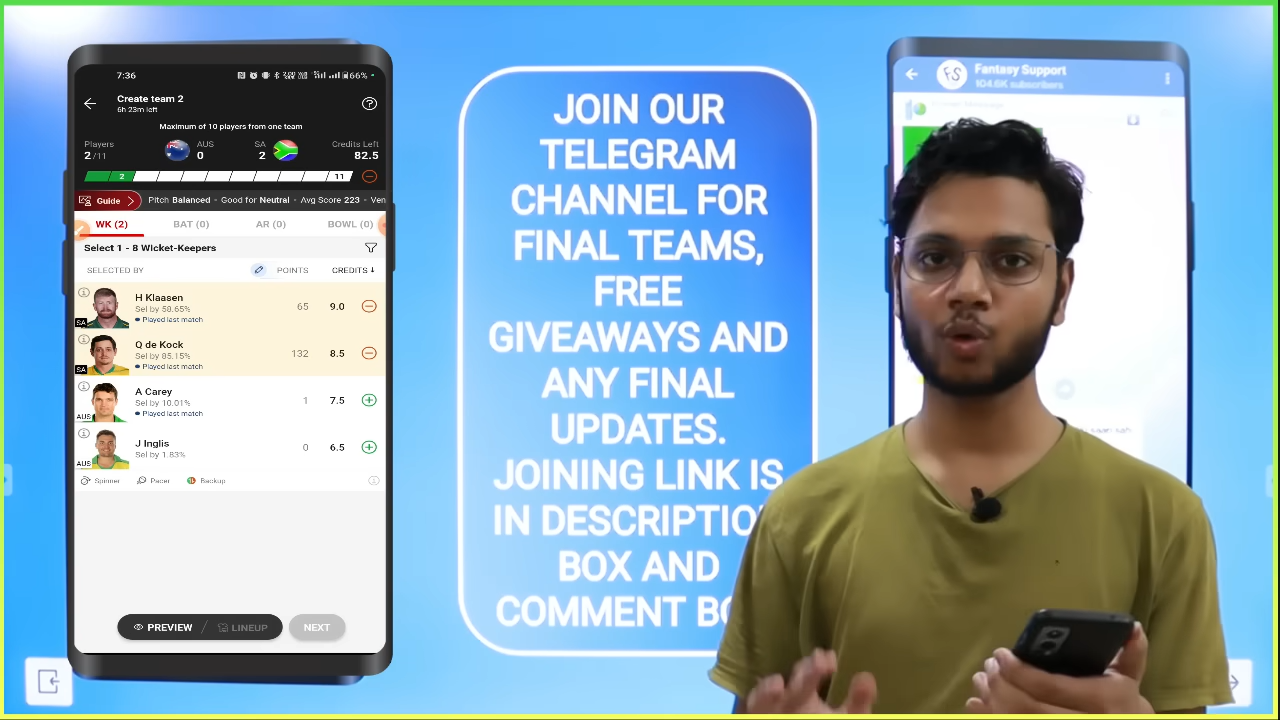 7:36
66%
Create team 2
6h 23m left
Maximum of 10 players from one team
Players
2/11
AUS
0
SA
2
Credits Left
82.5
2
11
Guide
Pitch Balanced - Good for Neutral - Avg Score 223 - Ven
WK (2)
BAT (0)
AR (0)
BOWL (0)
Select 1 - 8 Wicket-Keepers
SELECTED BY
POINTS
CREDITS↓
H Klaasen
Sel by 58.65%
Played last match
SA
65
9.0
Q de Kock
Sel by 85.15%
Played last match
SA
132
8.5
A Carey
Sel by 10.01%
Played last match
AUS
1
7.5
J Inglis
Sel by 1.83%
AUS
0
6.5
Spinner
Pacer
Backup
PREVIEW
LINEUP
NEXT
JOIN OUR
TELEGRAM
CHANNEL FOR
FINAL TEAMS,
FREE
GIVEAWAYS AND
ANY FINAL
UPDATES.
JOINING LINK IS
IN DESCRIPTIO
BOX AND
COMMENT BO
FS
Fantasy Support
104.6K subscribers